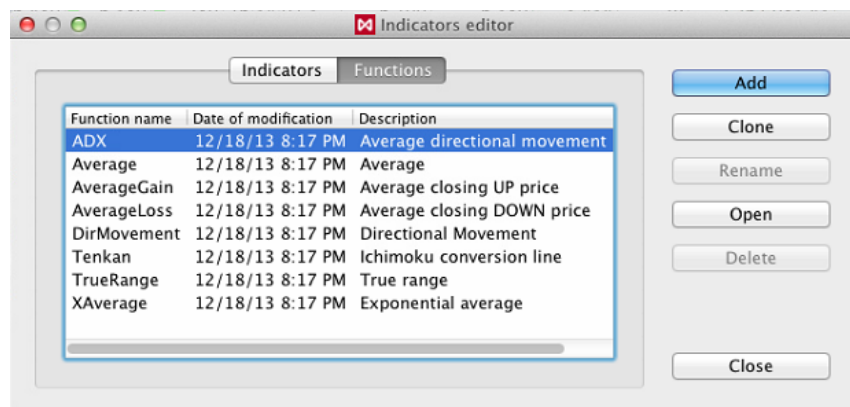 Indicators editor
Indicators Functions
Function name Date of modification Description
ADX 12/18/13 8:17 PM Average directional movement
Average 12/18/13 8:17 PM Average
AverageGain 12/18/13 8:17 PM Average closing UP price
AverageLoss 12/18/13 8:17 PM Average closing DOWN price
DirMovement 12/18/13 8:17 PM Directional Movement
Tenkan 12/18/13 8:17 PM Ichimoku conversion line
TrueRange 12/18/13 8:17 PM True range
XAverage 12/18/13 8:17 PM Exponential average
Add
Clone
Rename
Open
Delete
Close